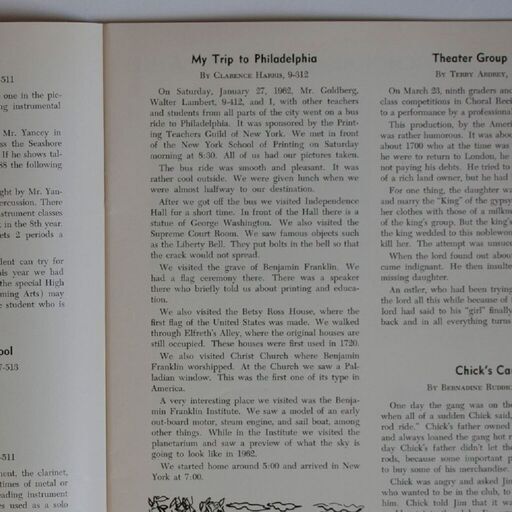 -511
one in the pic-
ng instrumental
Mr. Yancey in
ss the Seashore
If he shows tal-
88 the following
ght by Mr. Yan-
ercussion. There
strument classes
, in the 8th year.
ets 2 periods a
dent can try for
is year we had
the special High
ming Arts) may
e student who is
ool
7-513
-511
nent, the clarinet,
times of metal or
eading instrument
es used as a solo
My Trip to Philadelphia
By Clarence Harris, 9-312
On Saturday, January 27, 1962, Mr. Goldberg,
Walter Lambert, 9-412, and I, with other teachers
and students from all parts of the city went on a bus
ride to Philadelphia. It was sponsored by the Print-
ing Teachers Guild of New York. We met in front
of the New York School of Printing on Saturday
morning at 8:30. All of us had our pictures taken.
The bus ride was smooth and pleasant. It was
rather cool outside. We were given lunch when we
were almost halfway to our destination.
After we got off the bus we visited Independence
Hall for a short time. In front of the Hall there is a
statue of George Washington. We also visited the
Supreme Court Room. We saw famous objects such
as the Liberty Bell. They put bolts in the bell so that
the crack would not spread.
We visited the grave of Benjamin Franklin. We
had a flag ceremony there. There was a speaker
there who briefly told us about printing and educa-
tion.
We also visited the Betsy Ross House, where the
first flag of the United States was made. We walked
through Elfreth's Alley, where the original houses are
still occupied. These houses were first used in 1720.
We also visited Christ Church where Benjamin
Franklin worshipped. At the Church we saw a Pal-
ladian window. This was the first one of its type in
America.
A very interesting place we visited was the Benja-
min Franklin Institute. We saw a model of an early
out-board motor, steam engine, and sail boat, among
other things. While in the Institute we visited the
planetarium and saw a preview of what the sky is
going to look like in 1962.
We started home around 5:00 and arrived in New
York at 7:00.
Theater Group
By Terry Ardrey,
On March 23, ninth graders and
class competitions in Choral Reci
to a performance by a professional
This production, by the Ameri
was rather humorous. It was abou
about 1700 who at the time was
he were to return to London, he
not paying his debts. He tried to
of a rich land owner, but he had
For one thing, the daughter wa
and marry the "King" of the gypsy
her clothes with those of a milkm
of the king's group. But the king's
the king wedded to this noblewom
kill her. The attempt was unsucc
When the lord found out about
came indignant. He then insulte
missing daughter.
An ostler, who had been trying
the lord all this while because of
lord had said to his "girl" finally
back and in all everything turns
Chick's Ca
By Bernadine Ruddic
One day the gang was on the
when all of a sudden Chick said,
rod ride." Chick's father owned
and always loaned the gang hot r
day Chick's father didn't let the
rods, because some important p
to buy some of his merchandise.
Chick was angry and asked Jin
who wanted to be in the club, to
him. Chick told Jim that it wa